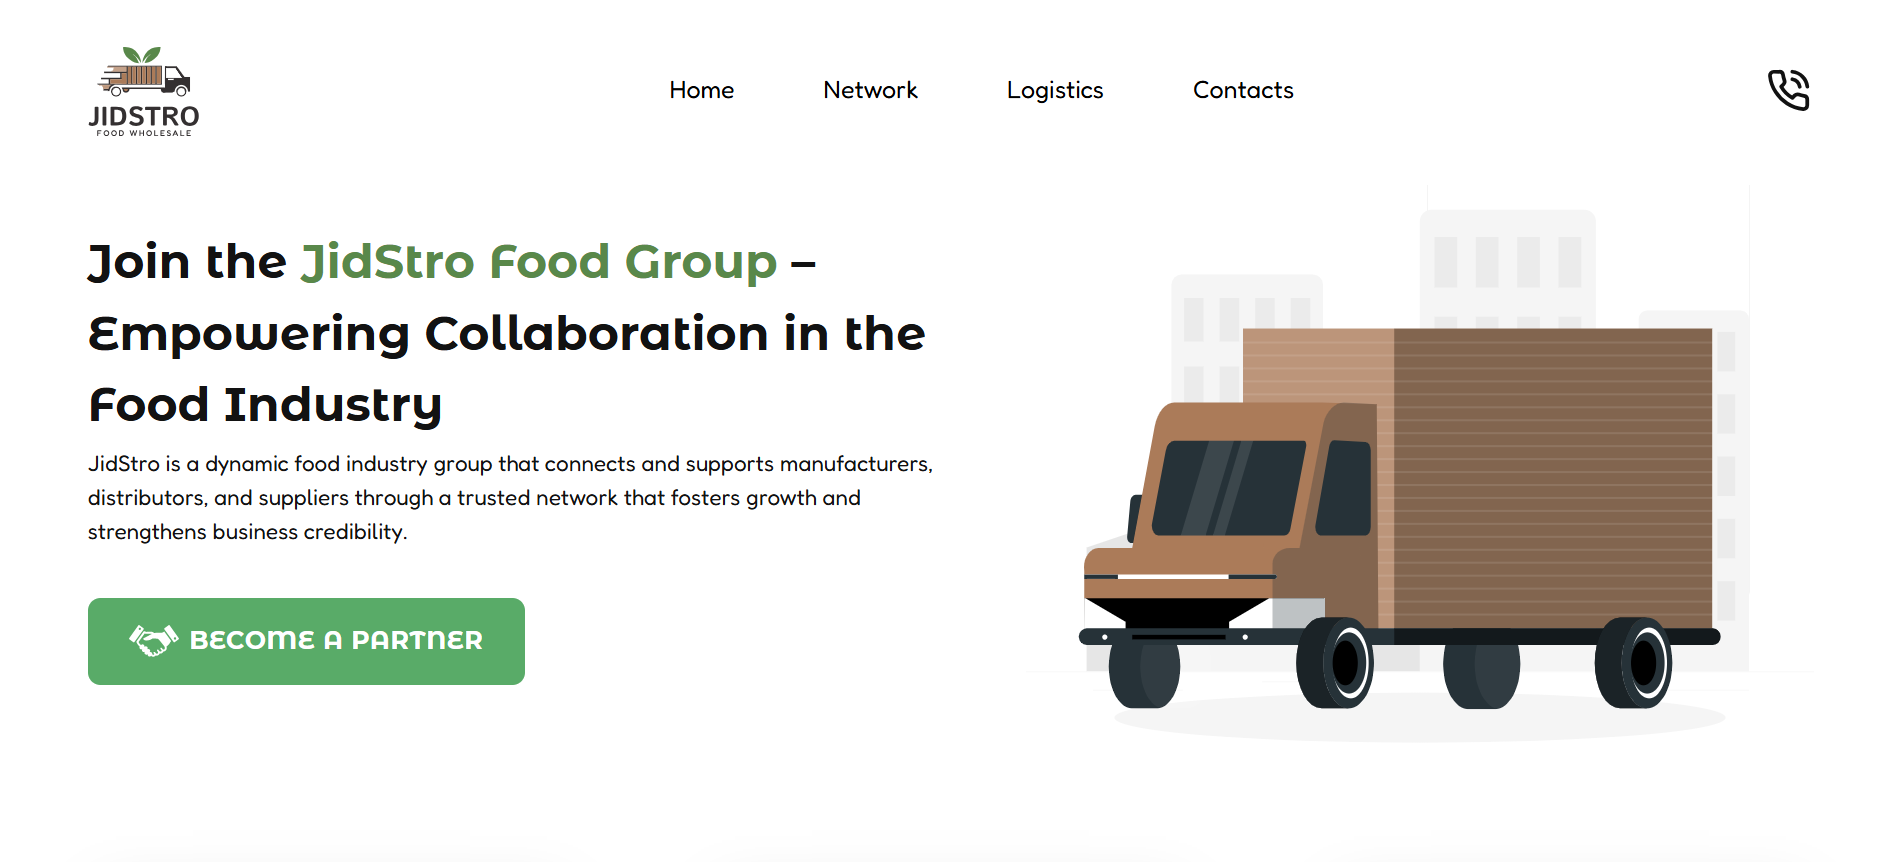 JIDSTRO
FOOD WHOLESALE
Home
Network
Logistics
Contacts
Join the JidStro Food Group –
Empowering Collaboration in the
Food Industry
JidStro is a dynamic food industry group that connects and supports manufacturers,
distributors, and suppliers through a trusted network that fosters growth and
strengthens business credibility.
BECOME A PARTNER